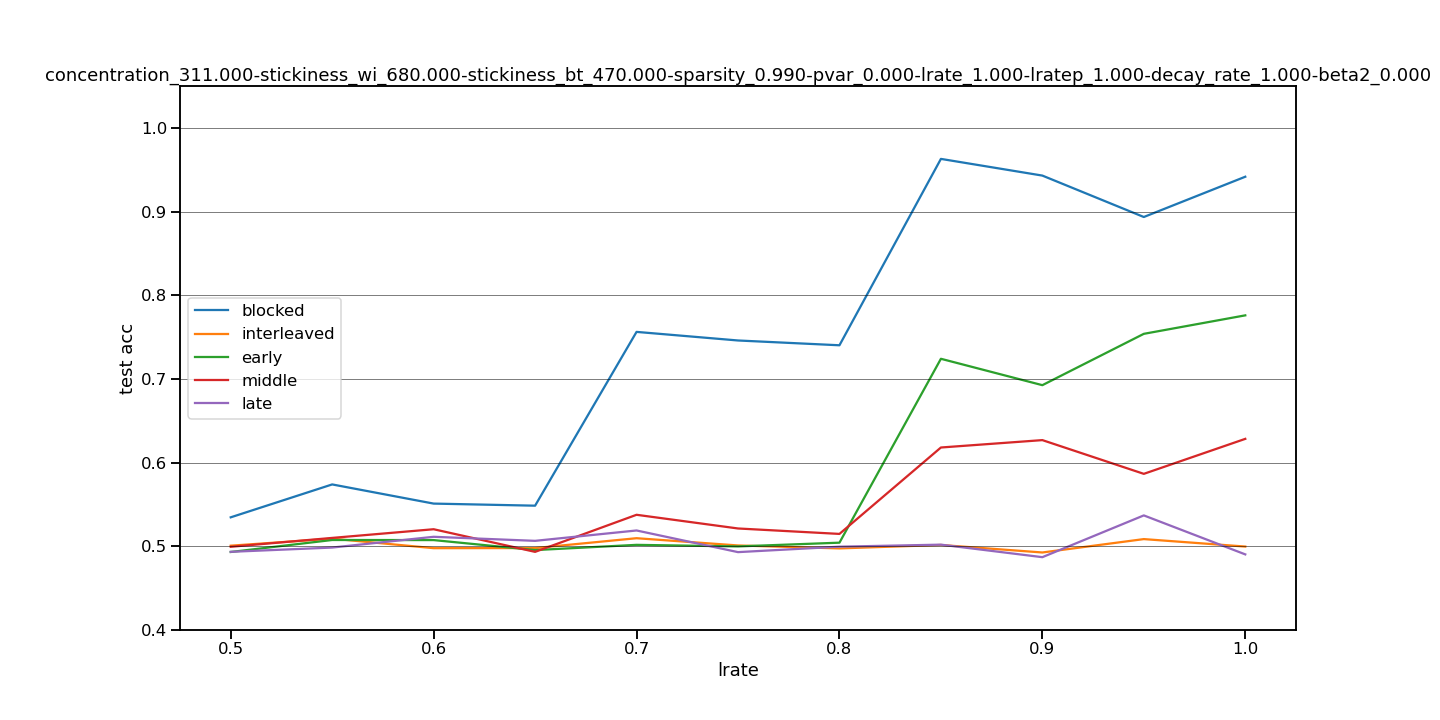 concentration_311.000-stickiness_wi_680.000-stickiness_bt_470.000-sparsity_0.990-pvar_0.000-lrate_1.000-lratep_1.000-decay_rate_1.000-beta2_0.000
1.0
0.9
0.8
0.7
0.6
0.5
0.4
test acc
blocked
interleaved
early
middle
late
0.5 0.6 0.7 0.8 0.9 1.0
lrate